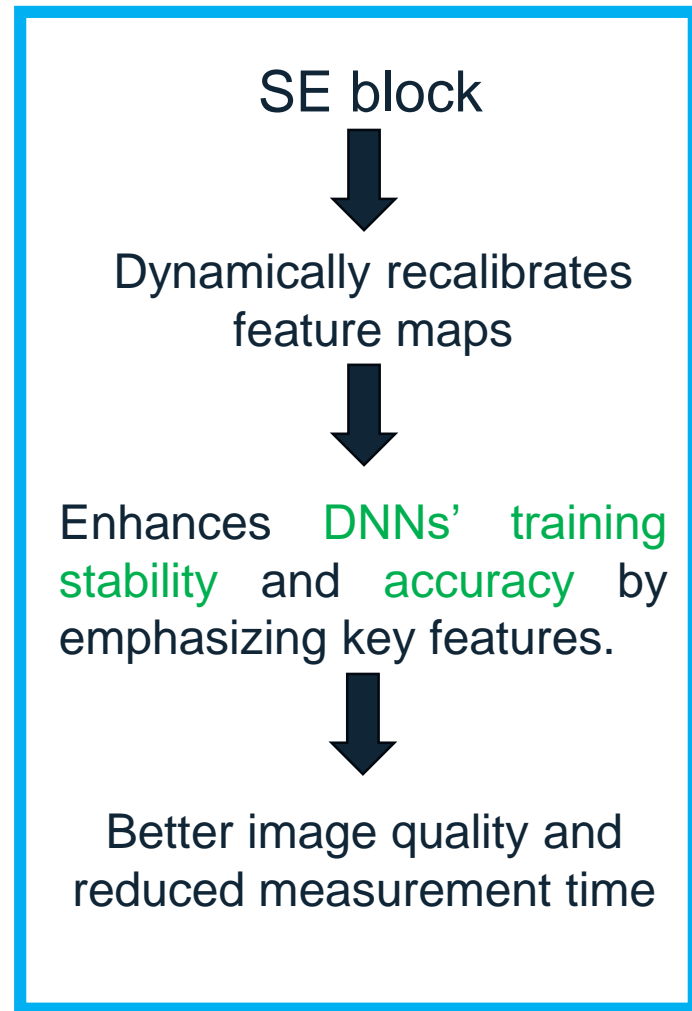 SE block
Dynamically recalibrates
feature maps
Enhances DNNs’ training
stability and accuracy by
emphasizing key features.
Better image quality and
reduced measurement time